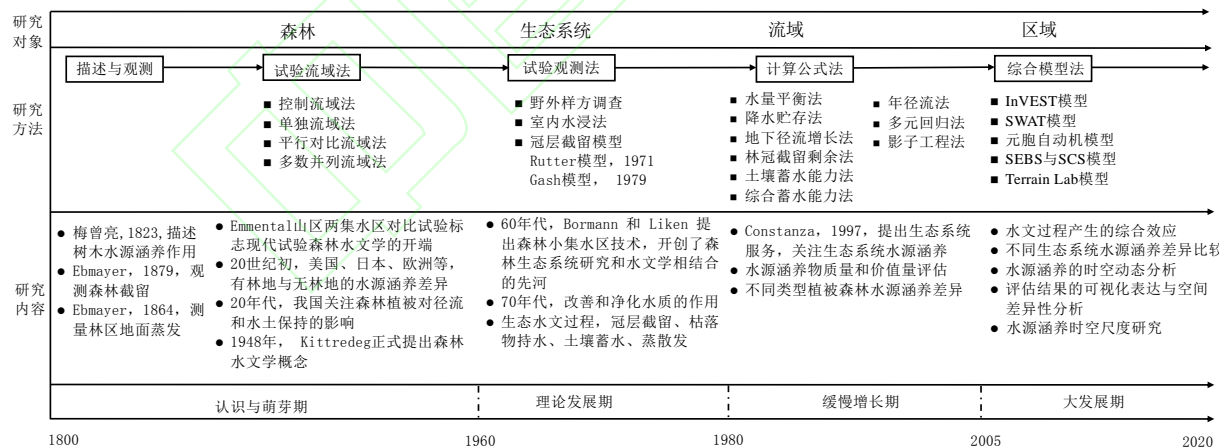 研究
对象
森林
生态系统
流域
区域
描述与观测
试验流域法
试验观测法
计算公式法
综合模型法
研究
方法
■ 控制流域法
■ 单独流域法
■ 平行对比流域法
■ 多数并列流域法
■ 野外样方调查
■ 室内水浸法
■ 冠层截留模型
Rutter模型，1971
Gash模型， 1979
■ 水量平衡法
■ 降水贮存法
■ 地下径流增长法
■ 林冠截留剩余法
■ 土壤蓄水能力法
■ 综合蓄水能力法
■ 年径流法
■ 多元回归法
■ 影子工程法
■ InVEST模型
■ SWAT模型
■ 元胞自动机模型
■ SEBS与SCS模型
■ Terrain Lab模型
研究
内容
● 梅曾亮,1823,描述
树木水源涵养作用
● Ebmayer，1879，观
测森林截留
● Ebmayer，1864，测
量林区地面蒸发
● Emmental山区两集水区对比试验标
志现代试验森林水文学的开端
● 20世纪初，美国、日本、欧洲等，
有林地与无林地的水源涵养差异
● 20年代，我国关注森林植被对径流
和水土保持的影响
● 1948年， Kittredeg正式提出森林
水文学概念
● 60年代，Bormann 和 Liken 提
出森林小集水区技术，开创了森
林生态系统研究和水文学相结合
的先河
● 70年代，改善和净化水质的作用
● 生态水文过程，冠层截留、枯落
物持水、土壤蓄水、蒸散发
● Constanza，1997，提出生态系统
服务，关注生态系统水源涵养
● 水源涵养物质量和价值量评估
● 不同类型植被森林水源涵养差异
● 水文过程产生的综合效应
● 不同生态系统水源涵养差异比较
● 水源涵养的时空动态分析
● 评估结果的可视化表达与空间
差异性分析
● 水源涵养时空尺度研究
认识与萌芽期
理论发展期
缓慢增长期
大发展期
1800
1960
1980
2005
2020